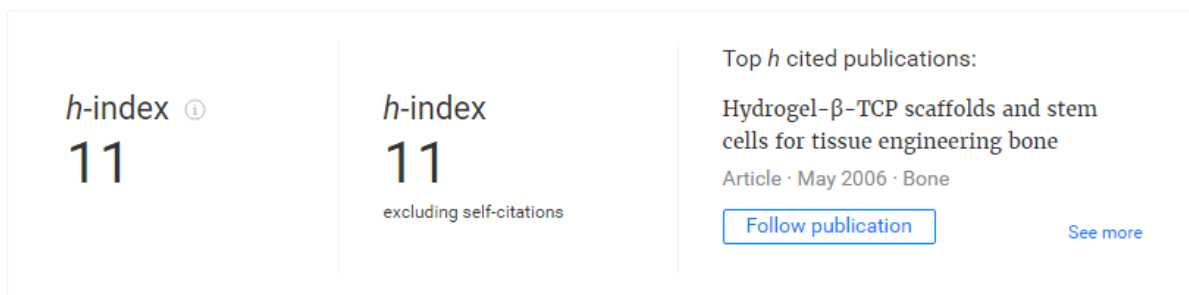 h-index
11
h-index
11
excluding self-citations
Top h cited publications:
Hydrogel-β-TCP scaffolds and stem
cells for tissue engineering bone
Article · May 2006 · Bone
Follow publication
See more